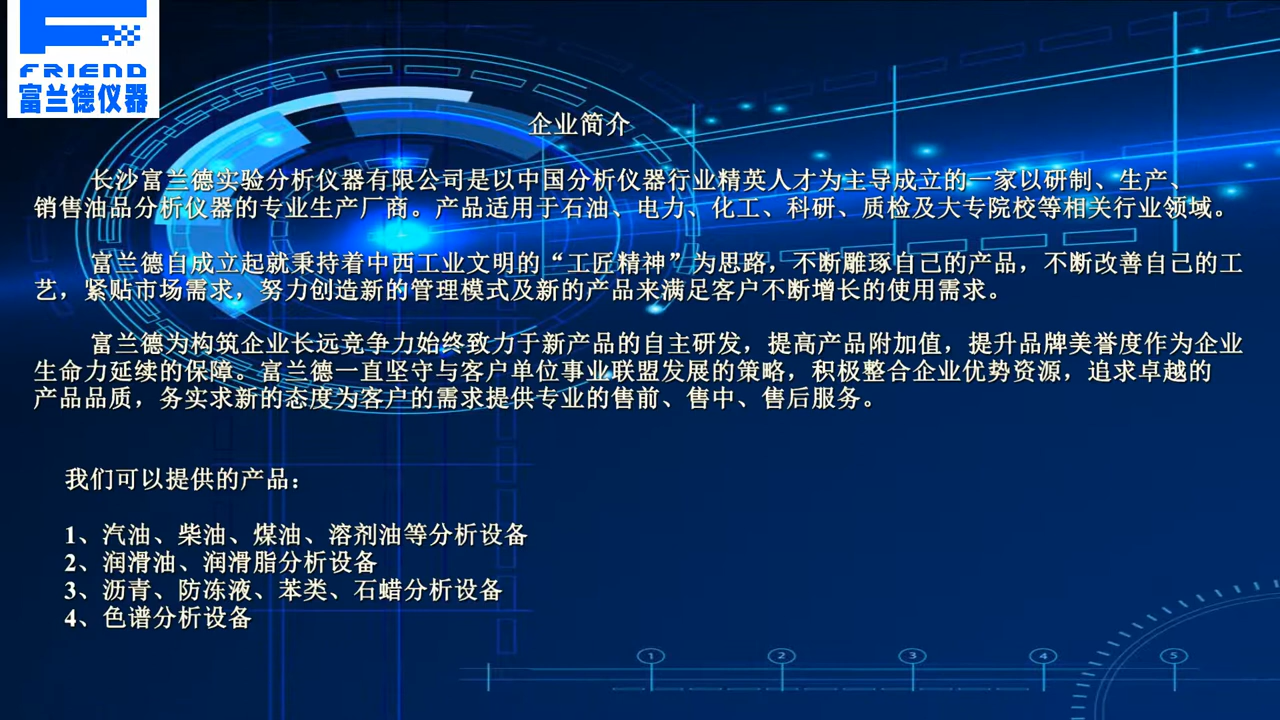 FRIEND
富兰德仪器
企业简介
长沙富兰德实验分析仪器有限公司是以中国分析仪器行业精英人才为主导成立的一家以研制、生产、
销售油品分析仪器的专业生产厂商。产品适用于石油、电力、化工、科研、质检及大专院校等相关行业领域。
富兰德自成立起就秉持着中西工业文明的“工匠精神”为思路，不断雕琢自己的产品，不断改善自己的工
艺，紧贴市场需求，努力创造新的管理模式及新的产品来满足客户不断增长的使用需求。
富兰德为构筑企业长远竞争力始终致力于新产品的自主研发，提高产品附加值，提升品牌美誉度作为企业
生命力延续的保障。富兰德一直坚守与客户单位事业联盟发展的策略，积极整合企业优势资源，追求卓越的
产品品质，务实求新的态度为客户的需求提供专业的售前、售中、售后服务。
我们可以提供的产品：
1、汽油、柴油、煤油、溶剂油等分析设备
2、润滑油、润滑脂分析设备
3、沥青、防冻液、苯类、石蜡分析设备
4、色谱分析设备
1 2 3 4 5